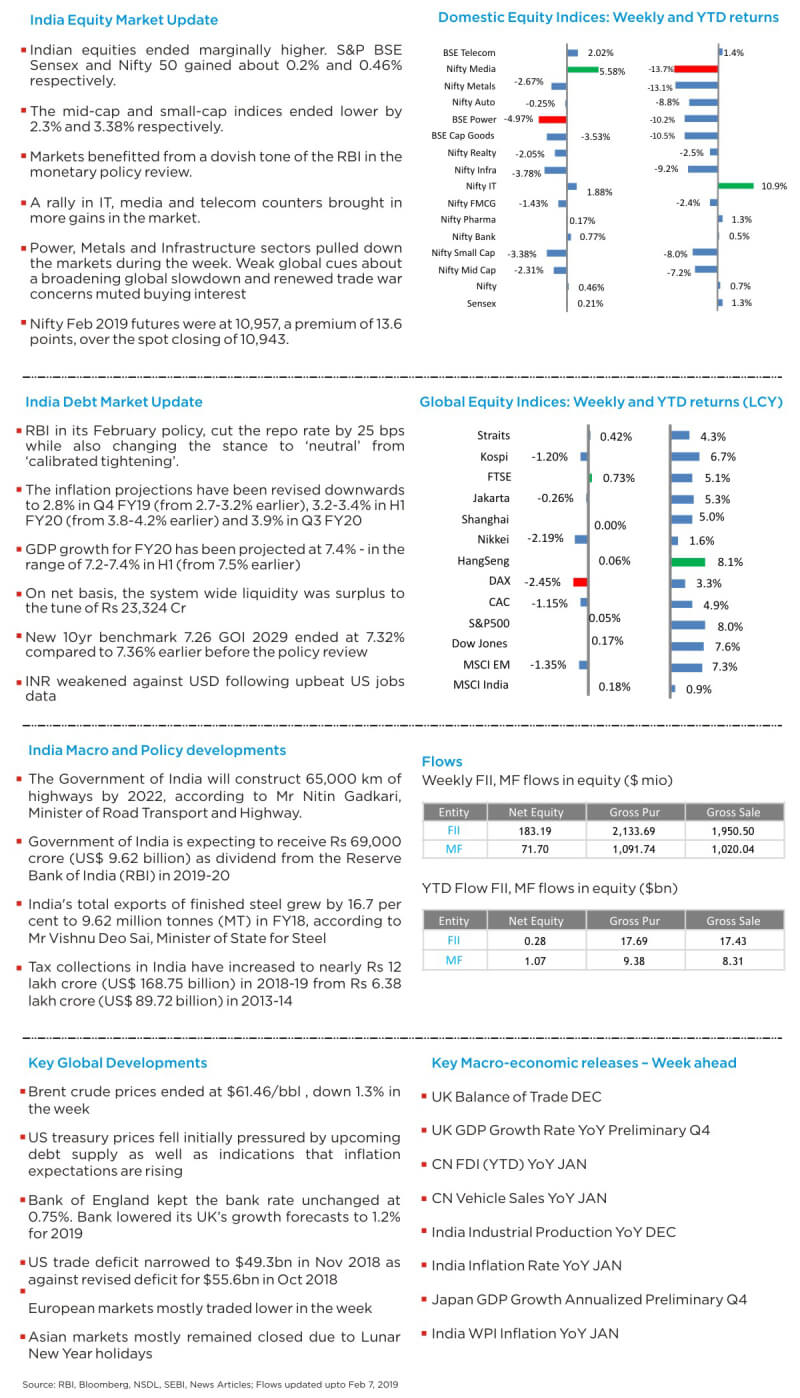 India Equity Market Update
▪ Indian equities ended marginally higher. S&P BSE
Sensex and Nifty 50 gained about 0.2% and 0.46%
respectively.
▪ The mid-cap and small-cap indices ended lower by
2.3% and 3.38% respectively.
▪ Markets benefitted from a dovish tone of the RBI in the
monetary policy review.
▪ A rally in IT, media and telecom counters brought in
more gains in the market.
▪ Power, Metals and Infrastructure sectors pulled down
the markets during the week. Weak global cues about
a broadening global slowdown and renewed trade war
concerns muted buying interest
▪ Nifty Feb 2019 futures were at 10,957, a premium of 13.6
points, over the spot closing of 10,943.
Domestic Equity Indices: Weekly and YTD returns
BSE Telecom 2.02% 1.4%
Nifty Media 5.58% -13.7%
Nifty Metals -2.67% -13.1%
Nifty Auto -0.25% -8.8%
BSE Power -4.97% -10.2%
BSE Cap Goods -3.53% -10.5%
Nifty Realty -2.05% -2.5%
Nifty Infra -3.78% -9.2%
Nifty IT 1.88% 10.9%
Nifty FMCG -1.43% -2.4%
Nifty Pharma 0.17% 1.3%
Nifty Bank 0.77% 0.5%
Nifty Small Cap -3.38% -8.0%
Nifty Mid Cap -2.31% -7.2%
Nifty 0.46% 0.7%
Sensex 0.21% 1.3%
India Debt Market Update
▪ RBI in its February policy, cut the repo rate by 25 bps
while also changing the stance to ‘neutral’ from
‘calibrated tightening’.
▪ The inflation projections have been revised downwards
to 2.8% in Q4 FY19 (from 2.7-3.2% earlier), 3.2-3.4% in H1
FY20 (from 3.8-4.2% earlier) and 3.9% in Q3 FY20
▪ GDP growth for FY20 has been projected at 7.4% - in the
range of 7.2-7.4% in H1 (from 7.5% earlier)
▪ On net basis, the system wide liquidity was surplus to
the tune of Rs 23,324 Cr
▪ New 10yr benchmark 7.26 GOI 2029 ended at 7.32%
compared to 7.36% earlier before the policy review
▪ INR weakened against USD following upbeat US jobs
data
Global Equity Indices: Weekly and YTD returns (LCY)
Straits 0.42% 4.3%
Kospi -1.20% 6.7%
FTSE 0.73% 5.1%
Jakarta -0.26% 5.3%
Shanghai 0.00% 5.0%
Nikkei -2.19% 1.6%
HangSeng 0.06% 8.1%
DAX -2.45% 3.3%
CAC -1.15% 4.9%
S&P500 0.05% 8.0%
Dow Jones 0.17% 7.6%
MSCI EM -1.35% 7.3%
MSCI India 0.18% 0.9%
India Macro and Policy developments
▪ The Government of India will construct 65,000 km of
highways by 2022, according to Mr Nitin Gadkari,
Minister of Road Transport and Highway.
▪ Government of India is expecting to receive Rs 69,000
crore (US$ 9.62 billion) as dividend from the Reserve
Bank of India (RBI) in 2019-20
▪ India's total exports of finished steel grew by 16.7 per
cent to 9.62 million tonnes (MT) in FY18, according to
Mr Vishnu Deo Sai, Minister of State for Steel
▪ Tax collections in India have increased to nearly Rs 12
lakh crore (US$ 168.75 billion) in 2018-19 from Rs 6.38
lakh crore (US$ 89.72 billion) in 2013-14
Flows
Weekly FII, MF flows in equity ($ mio)
Entity Net Equity Gross Pur Gross Sale
FII 183.19 2,133.69 1,950.50
MF 71.70 1,091.74 1,020.04
YTD Flow FII, MF flows in equity ($bn)
Entity Net Equity Gross Pur Gross Sale
FII 0.28 17.69 17.43
MF 1.07 9.38 8.31
Key Global Developments
▪ Brent crude prices ended at $61.46/bbl , down 1.3% in
the week
▪ US treasury prices fell initially pressured by upcoming
debt supply as well as indications that inflation
expectations are rising
▪ Bank of England kept the bank rate unchanged at
0.75%. Bank lowered its UK’s growth forecasts to 1.2%
for 2019
▪ US trade deficit narrowed to $49.3bn in Nov 2018 as
against revised deficit for $55.6bn in Oct 2018
▪
European markets mostly traded lower in the week
▪ Asian markets mostly remained closed due to Lunar
New Year holidays
Key Macro-economic releases – Week ahead
▪ UK Balance of Trade DEC
▪ UK GDP Growth Rate YoY Preliminary Q4
▪ CN FDI (YTD) YoY JAN
▪ CN Vehicle Sales YoY JAN
▪ India Industrial Production YoY DEC
▪ India Inflation Rate YoY JAN
▪ Japan GDP Growth Annualized Preliminary Q4
▪ India WPI Inflation YoY JAN
Source: RBI, Bloomberg, NSDL, SEBI, News Articles; Flows updated upto Feb 7, 2019